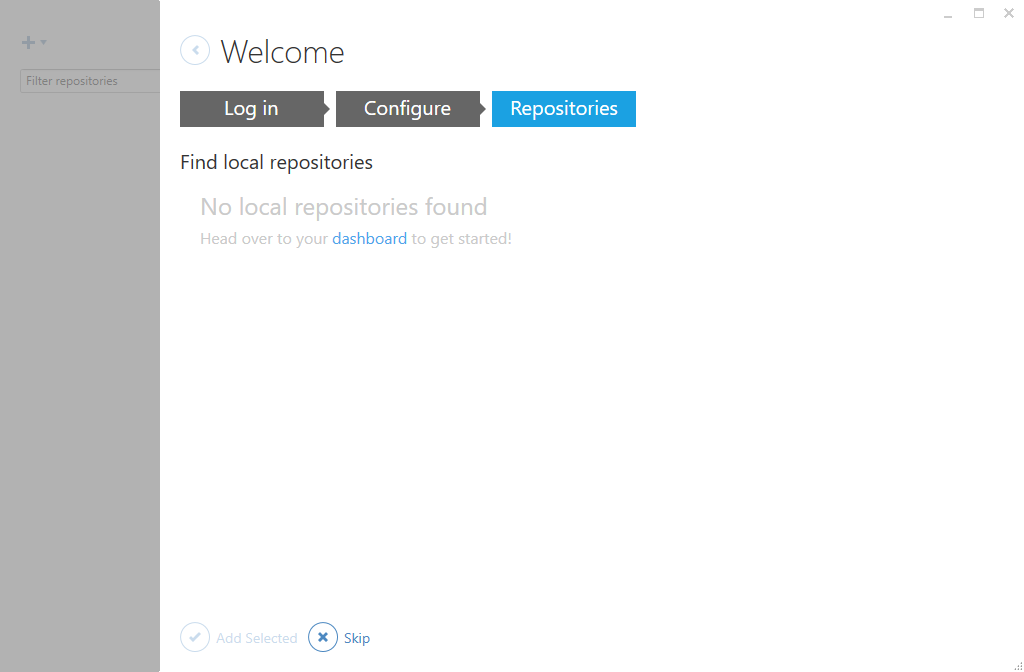 Filter repositories
Welcome
Log in
Configure
Repositories
Find local repositories
No local repositories found
Head over to your dashboard to get started!
Add Selected
Skip